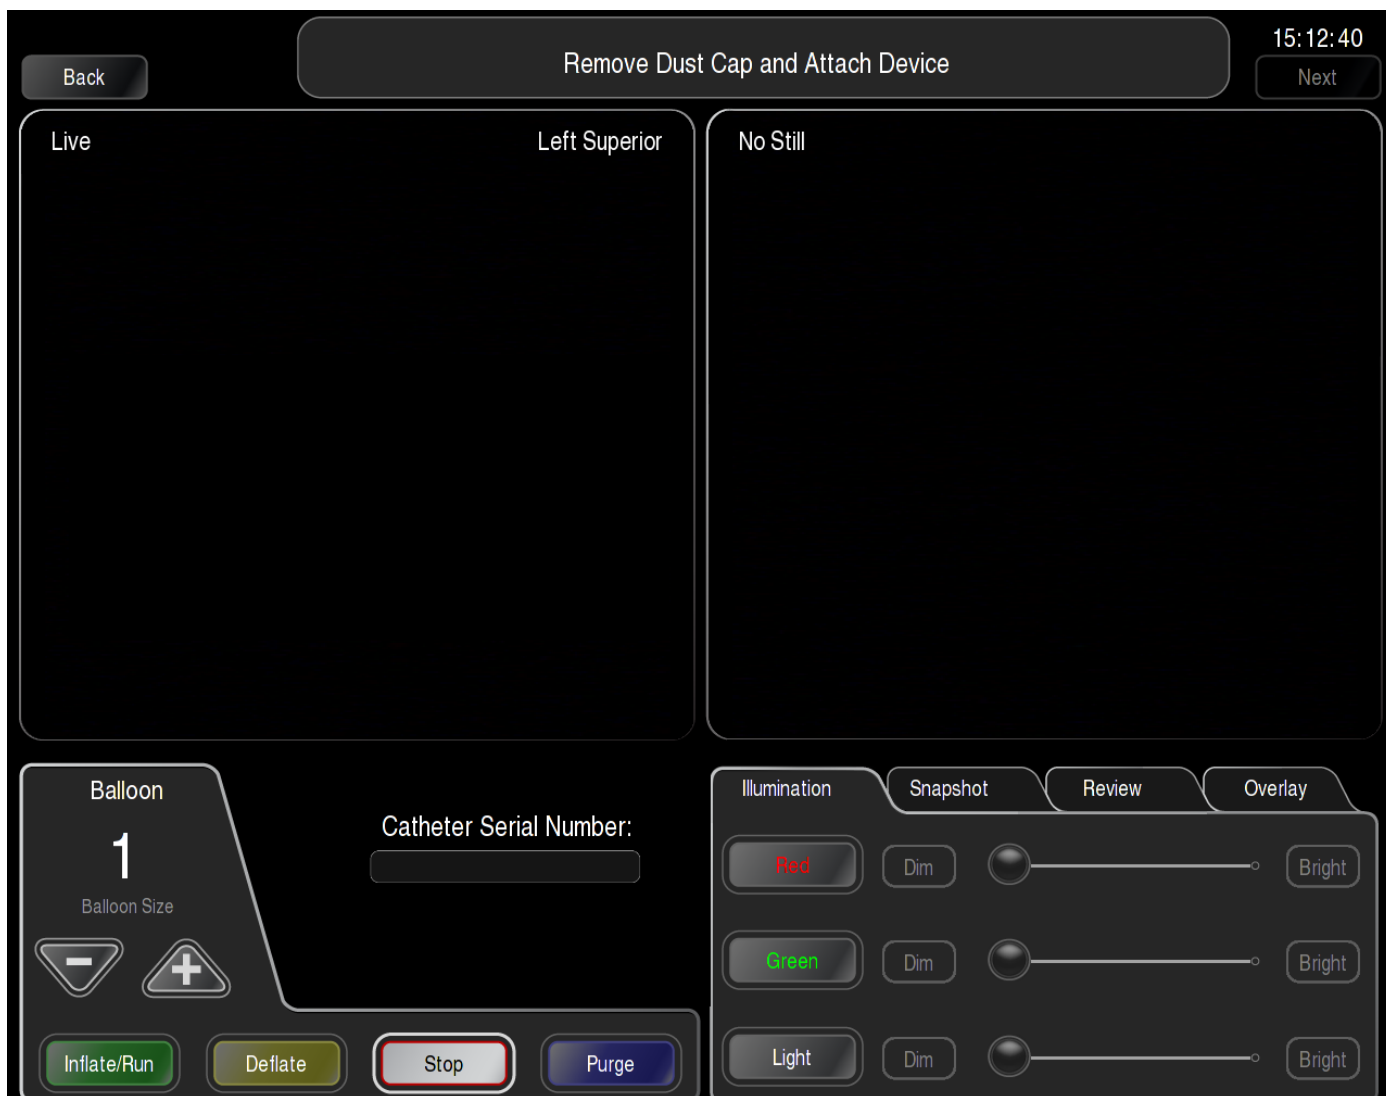 Back
Remove Dust Cap and Attach Device
15:12:40
Next
Live
Left Superior
No Still
Balloon
1
Balloon Size
Catheter Serial Number:
Inflate/Run
Deflate
Stop
Purge
Illumination
Snapshot
Review
Overlay
Red
Dim
Bright
Green
Dim
Bright
Light
Dim
Bright